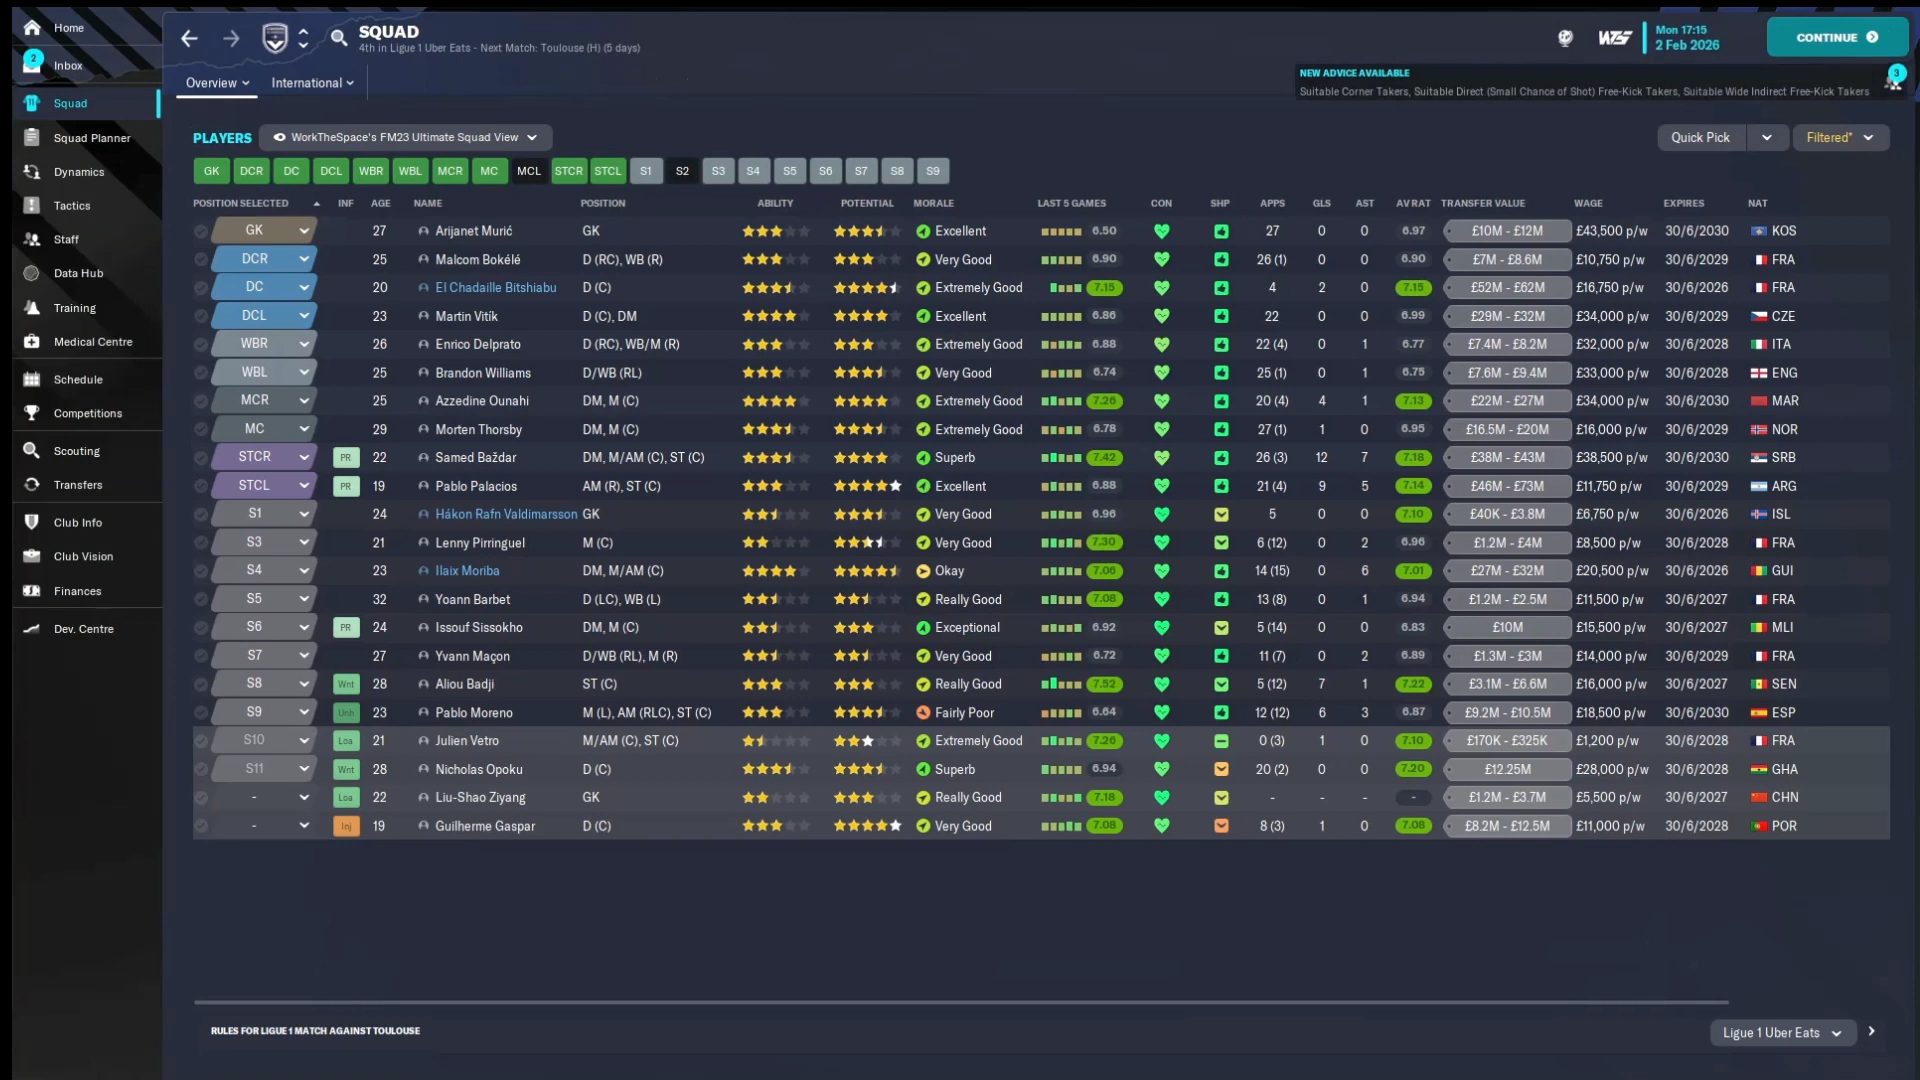 Home
SQUAD
4th in Ligue 1 Uber Eats - Next Match: Toulouse (H) (5 days)
Mon 17:15
2 Feb 2026
CONTINUE
2
Inbox
Overview
International
NEW ADVICE AVAILABLE
3
Suitable Corner Takers, Suitable Direct (Small Chance of Shot) Free-Kick Takers, Suitable Wide Indirect Free-Kick Takers
Squad
Squad Planner
Dynamics
Tactics
Staff
Data Hub
Training
Medical Centre
Schedule
Competitions
Scouting
Transfers
Club Info
Club Vision
Finances
Dev. Centre
PLAYERS WorkTheSpace's FM23 Ultimate Squad View Quick Pick Filtered*
GK DCR DC DCL WBR WBL MCR MC MCL STCR STCL S1 S2 S3 S4 S5 S6 S7 S8 S9
POSITION SELECTED INF AGE NAME POSITION ABILITY POTENTIAL MORALE LAST 5 GAMES CON SHP APPS GLS AST AV RAT TRANSFER VALUE WAGE EXPIRES NAT
GK 27 Arijanet Murić GK Excellent 6.50 27 0 0 6.97 £10M - £12M £43,500 p/w 30/6/2030 KOS
DCR 25 Malcom Bokélé D (RC), WB (R) Very Good 6.90 26 (1) 0 0 6.90 £7M - £8.6M £10,750 p/w 30/6/2029 FRA
DC 20 El Chadaille Bitshiabu D (C) Extremely Good 7.15 4 2 0 7.15 £52M - £62M £16,750 p/w 30/6/2026 FRA
DCL 23 Martin Vitík D (C), DM Excellent 6.86 22 0 0 6.99 £29M - £32M £34,000 p/w 30/6/2029 CZE
WBR 26 Enrico Delprato D (RC), WB/M (R) Extremely Good 6.88 22 (4) 0 1 6.77 £7.4M - £8.2M £32,000 p/w 30/6/2028 ITA
WBL 25 Brandon Williams D/WB (RL) Very Good 6.74 25 (1) 0 1 6.75 £7.6M - £9.4M £33,000 p/w 30/6/2028 ENG
MCR 25 Azzedine Ounahi DM, M (C) Extremely Good 7.26 20 (4) 4 1 7.13 £22M - £27M £34,000 p/w 30/6/2030 MAR
MC 29 Morten Thorsby DM, M (C) Extremely Good 6.78 27 (1) 1 0 6.95 £16.5M - £20M £16,000 p/w 30/6/2029 NOR
STCR PR 22 Samed Baždar DM, M/AM (C), ST (C) Superb 7.42 26 (3) 12 7 7.18 £38M - £43M £38,500 p/w 30/6/2030 SRB
STCL PR 19 Pablo Palacios AM (R), ST (C) Excellent 6.88 21 (4) 9 5 7.14 £46M - £73M £11,750 p/w 30/6/2029 ARG
S1 24 Hákon Rafn Valdimarsson GK Very Good 6.96 5 0 0 7.10 £40K - £3.8M £6,750 p/w 30/6/2026 ISL
S3 21 Lenny Pirringuel M (C) Very Good 7.30 6 (12) 0 2 6.96 £1.2M - £4M £8,500 p/w 30/6/2028 FRA
S4 23 Ilaix Moriba DM, M/AM (C) Okay 7.06 14 (15) 0 6 7.01 £27M - £32M £20,500 p/w 30/6/2026 GUI
S5 32 Yoann Barbet D (LC), WB (L) Really Good 7.08 13 (8) 0 1 6.94 £1.2M - £2.5M £11,500 p/w 30/6/2027 FRA
S6 PR 24 Issouf Sissokho DM, M (C) Exceptional 6.92 5 (14) 0 0 6.83 £10M £15,500 p/w 30/6/2027 MLI
S7 27 Yvann Maçon D/WB (RL), M (R) Very Good 6.72 11 (7) 0 2 6.89 £1.3M - £3M £14,000 p/w 30/6/2029 FRA
S8 Wnt 28 Aliou Badji ST (C) Really Good 7.52 5 (12) 7 1 7.22 £3.1M - £6.6M £16,000 p/w 30/6/2027 SEN
S9 Unh 23 Pablo Moreno M (L), AM (RLC), ST (C) Fairly Poor 6.64 12 (12) 6 3 6.87 £9.2M - £10.5M £18,500 p/w 30/6/2030 ESP
S10 Loa 21 Julien Vetro M/AM (C), ST (C) Extremely Good 7.26 0 (3) 1 0 7.10 £170K - £325K £1,200 p/w 30/6/2028 FRA
S11 Wnt 28 Nicholas Opoku D (C) Superb 6.94 20 (2) 0 0 7.20 £12.25M £28,000 p/w 30/6/2028 GHA
- Loa 22 Liu-Shao Ziyang GK Really Good 7.18 - - - - £1.2M - £3.7M £5,500 p/w 30/6/2027 CHN
- Inj 19 Guilherme Gaspar D (C) Very Good 7.08 8 (3) 1 0 7.08 £8.2M - £12.5M £11,000 p/w 30/6/2028 POR
RULES FOR LIGUE 1 MATCH AGAINST TOULOUSE
Ligue 1 Uber Eats